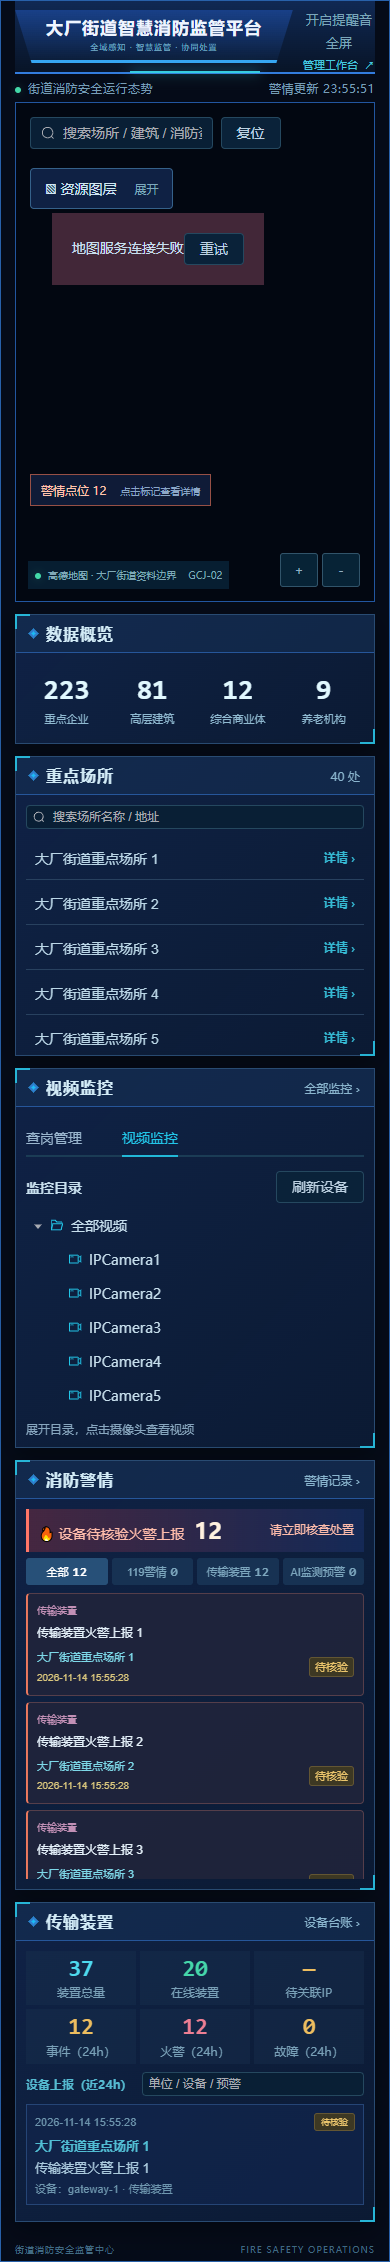 大厂街道智慧消防监管平台
全域感知 · 智慧监管 · 协同处置
开启提醒音
全屏
管理工作台 ↗
街道消防安全运行态势 警情更新 23:55:51
搜索场所 / 建筑 / 消防 复位
资源图层 展开
地图服务连接失败 重试
警情点位 12 点击标记查看详情
高德地图 · 大厂街道资料边界 GCJ-02
+ -
数据概览
223 81 12 9
重点企业 高层建筑 综合商业体 养老机构
重点场所 40 处
搜索场所名称 / 地址
大厂街道重点场所 1 详情 ›
大厂街道重点场所 2 详情 ›
大厂街道重点场所 3 详情 ›
大厂街道重点场所 4 详情 ›
大厂街道重点场所 5 详情 ›
视频监控 全部监控 ›
查岗管理 视频监控
监控目录 刷新设备
全部视频
IPCamera1
IPCamera2
IPCamera3
IPCamera4
IPCamera5
展开目录，点击摄像头查看视频
消防警情 警情记录 ›
设备待核验火警上报 12 请立即核查处置
全部 12 119警情 0 传输装置 12 AI监测预警 0
传输装置
传输装置火警上报 1
大厂街道重点场所 1
2026-11-14 15:55:28 待核验
传输装置
传输装置火警上报 2
大厂街道重点场所 2
2026-11-14 15:55:28 待核验
传输装置
传输装置火警上报 3
大厂街道重点场所 3
传输装置 设备台账 ›
37 20 —
装置总量 在线装置 待关联IP
12 12 0
事件（24h） 火警（24h） 故障（24h）
设备上报（近24h） 单位 / 设备 / 预警
2026-11-14 15:55:28 待核验
大厂街道重点场所 1
传输装置火警上报 1
设备：gateway-1 · 传输装置
街道消防安全监管中心 FIRE SAFETY OPERATIONS